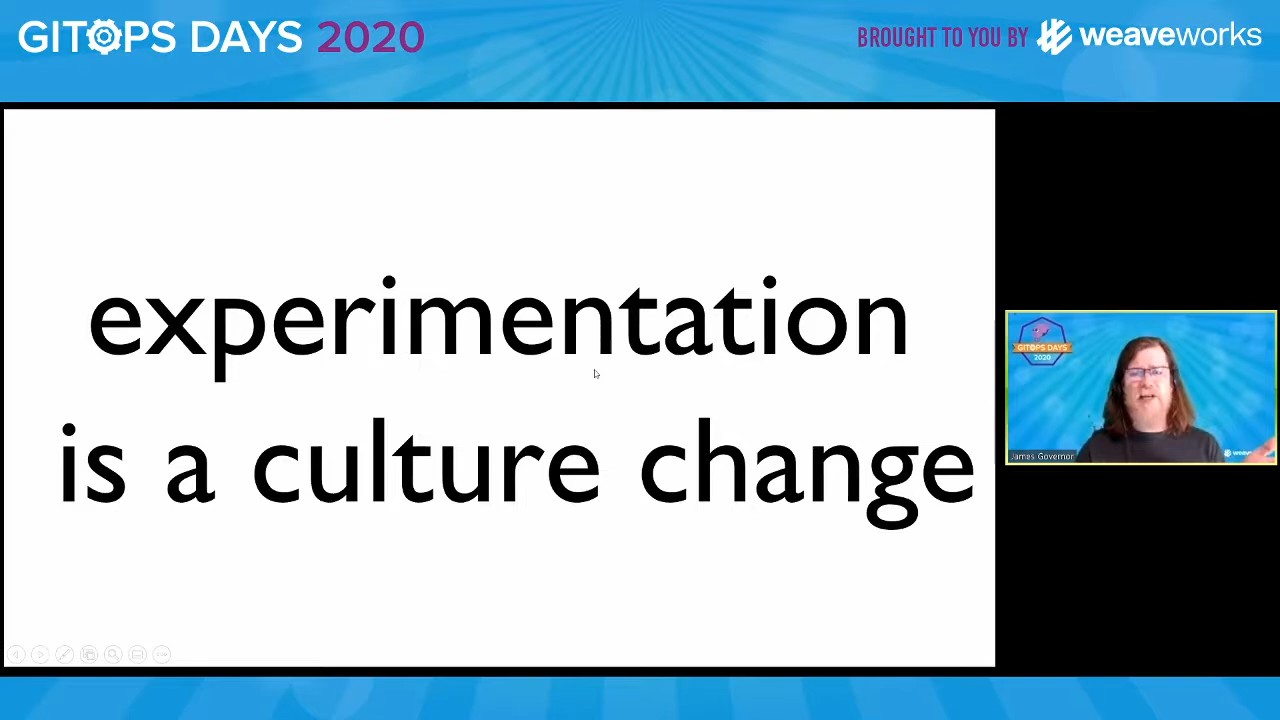 GITOPS DAYS 2020
BROUGHT TO YOU BY weaveworks
experimentation
is a culture change
GITOPS DAYS
2020
James Governor